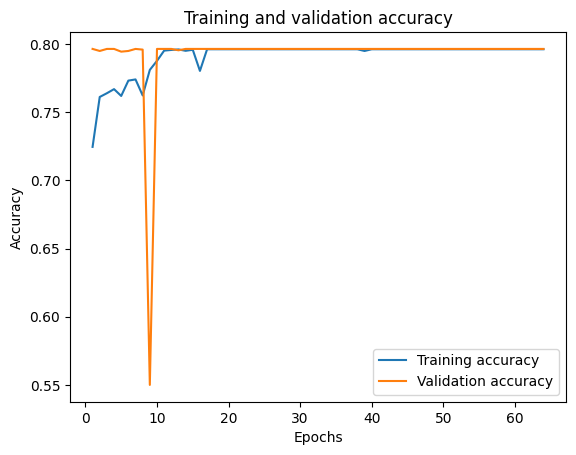 Training and validation accuracy
0.80
0.75
0.70
0.65
0.60
0.55
Accuracy
0 10 20 30 40 50 60
Epochs
Training accuracy
Validation accuracy